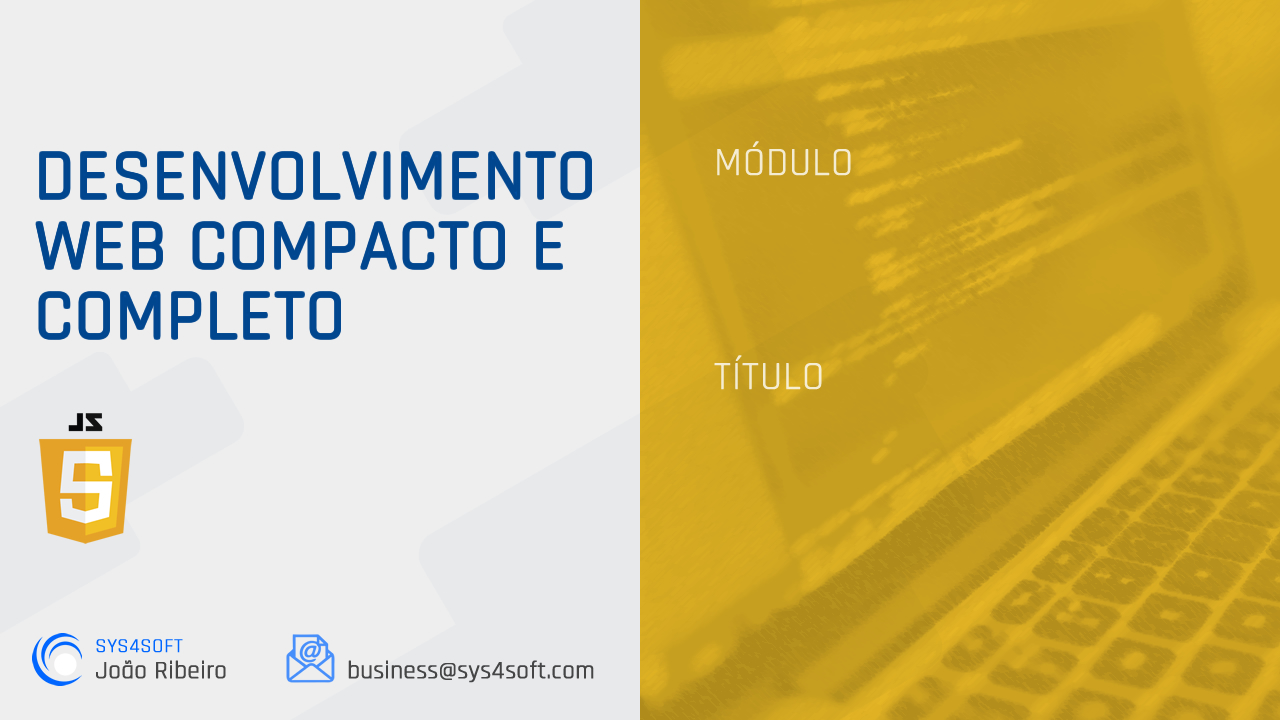 DESENVOLVIMENTO
WEB COMPACTO E
COMPLETO
JS
5
SYS4SOFT
João Ribeiro
@
business@sys4soft.com
MÓDULO
TÍTULO